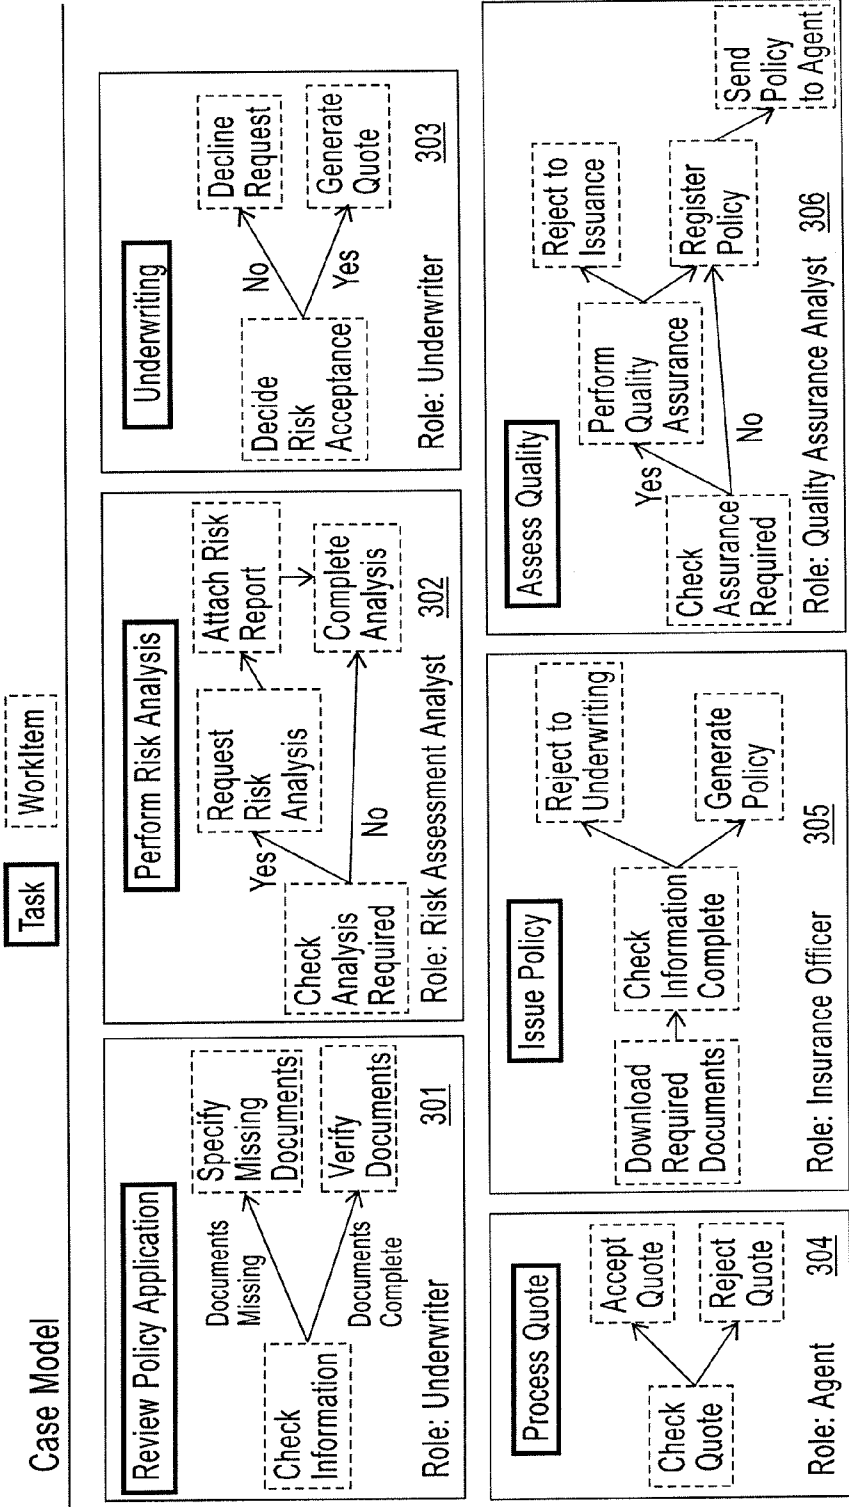 Case Model
Task
WorkItem
Review Policy Application
Check
Information
Documents
Missing
Documents
Complete
Specify
Missing
Documents
Verify
Documents
Role: Underwriter
301
Perform Risk Analysis
Check
Analysis
Required
Yes
No
Request
Risk
Analysis
Attach Risk
Report
Complete
Analysis
Role: Risk Assessment Analyst
302
Underwriting
Decide
Risk
Acceptance
No
Yes
Decline
Request
Generate
Quote
Role: Underwriter
303
Process Quote
Check
Quote
Accept
Quote
Reject
Quote
Role: Agent
304
Issue Policy
Download
Required
Documents
Check
Information
Complete
Reject to
Underwriting
Generate
Policy
Role: Insurance Officer
305
Assess Quality
Check
Assurance
Required
Yes
No
Perform
Quality
Assurance
Reject to
Issuance
Register
Policy
Send
Policy
to Agent
Role: Quality Assurance Analyst
306